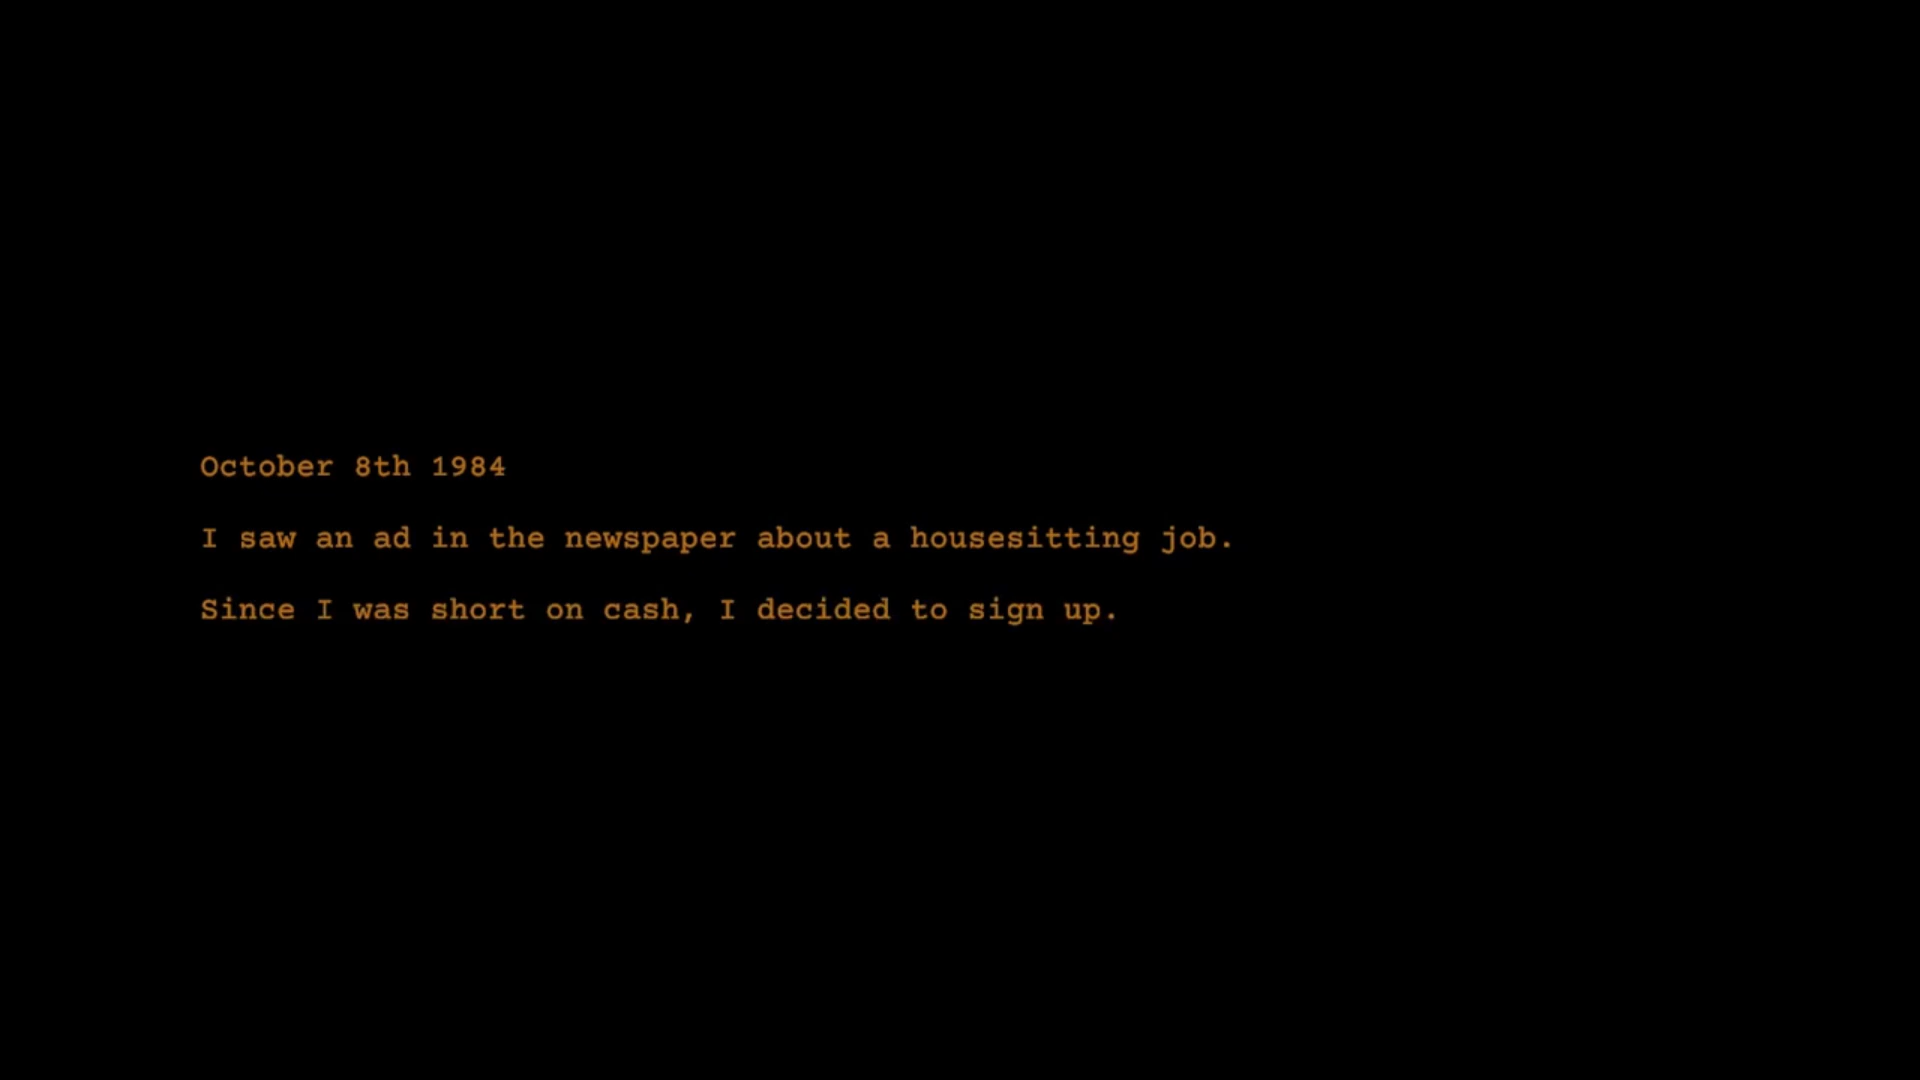 October 8th 1984
I saw an ad in the newspaper about a housesitting job.
Since I was short on cash, I decided to sign up.